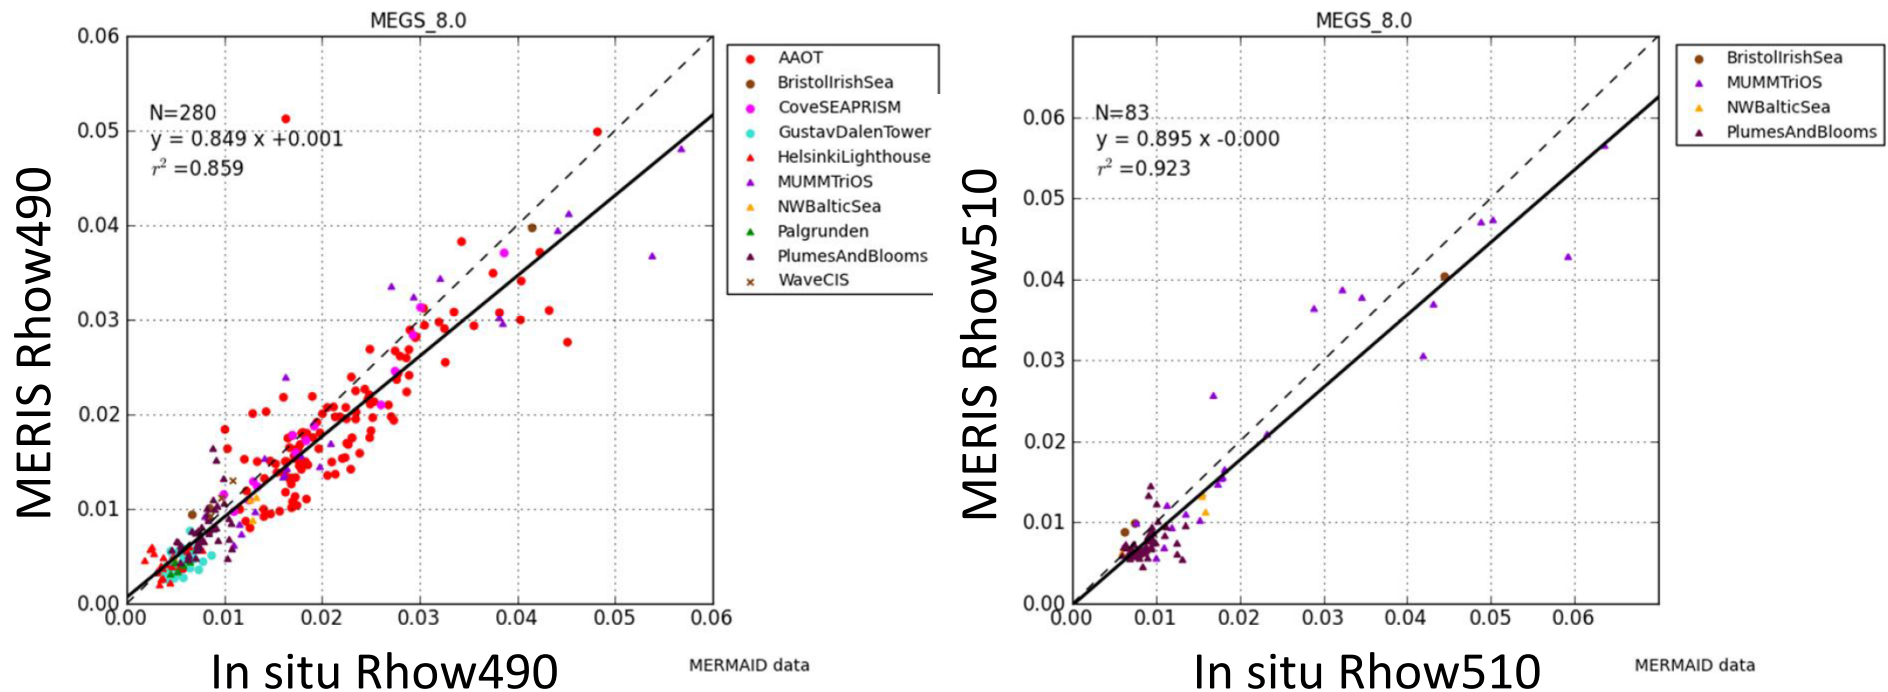 MEGS_8.0
MERIS Rhow490
0.06
0.05
0.04
0.03
0.02
0.01
0.00
N=280
y = 0.849 x +0.001
r² =0.859
0.00
0.01
0.02
0.03
0.04
0.05
0.06
In situ Rhow490
MERMAID data
AAOT
BristolIrishSea
CoveSEAPRISM
GustavDalenTower
HelsinkiLighthouse
MUMMTriOS
NWBalticSea
Palgrunden
PlumesAndBlooms
WaveCIS
MEGS_8.0
MERIS Rhow510
0.06
0.05
0.04
0.03
0.02
0.01
0.00
N=83
y = 0.895 x -0.000
r² =0.923
0.00
0.01
0.02
0.03
0.04
0.05
0.06
In situ Rhow510
MERMAID data
BristolIrishSea
MUMMTriOS
NWBalticSea
PlumesAndBlooms